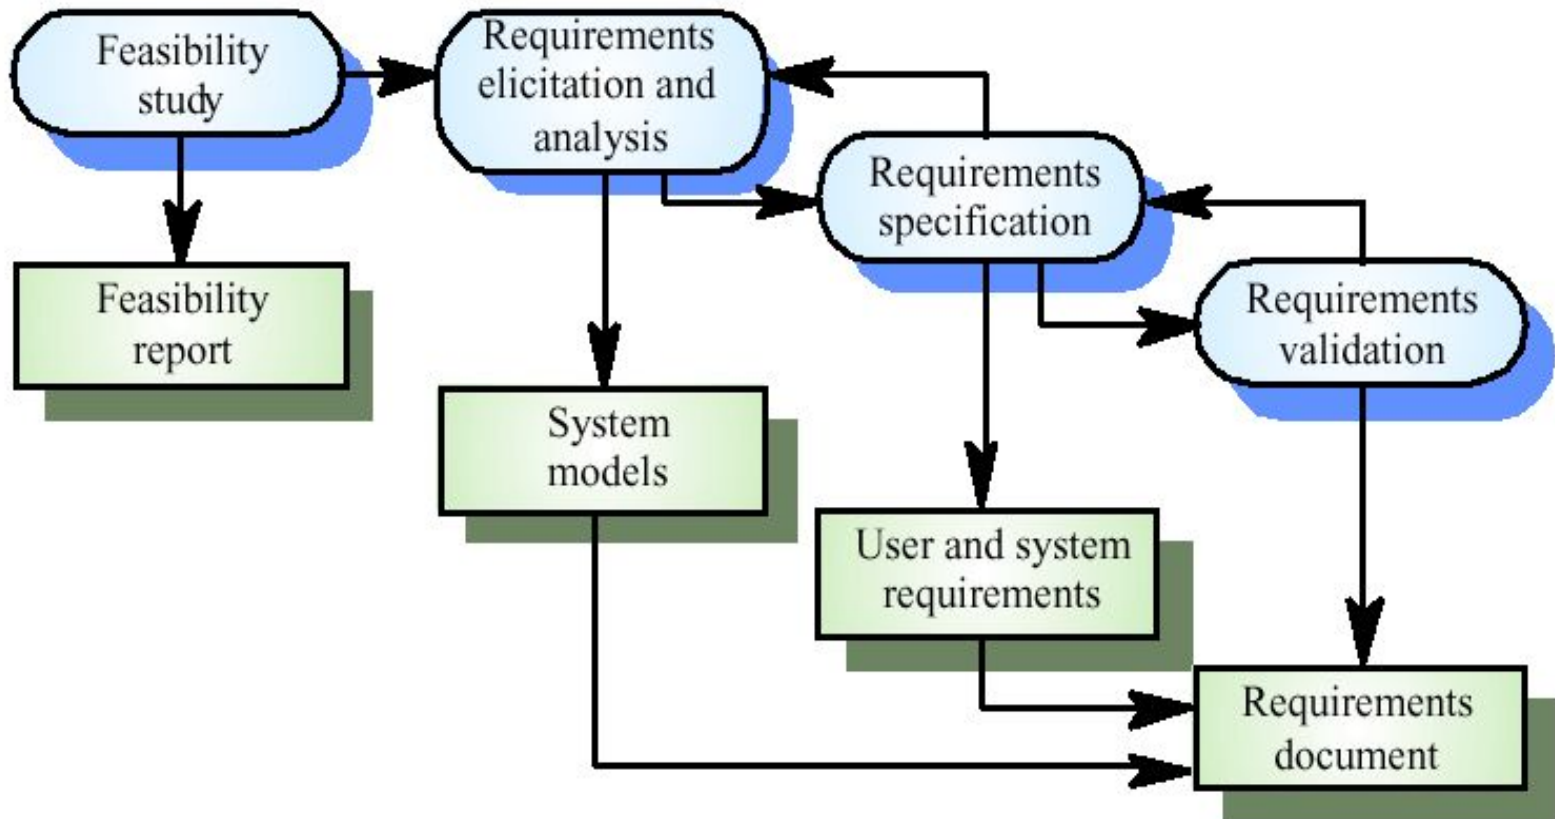 Feasibility
study
Requirements
elicitation and
analysis
Requirements
specification
Requirements
validation
Feasibility
report
System
models
User and system
requirements
Requirements
document